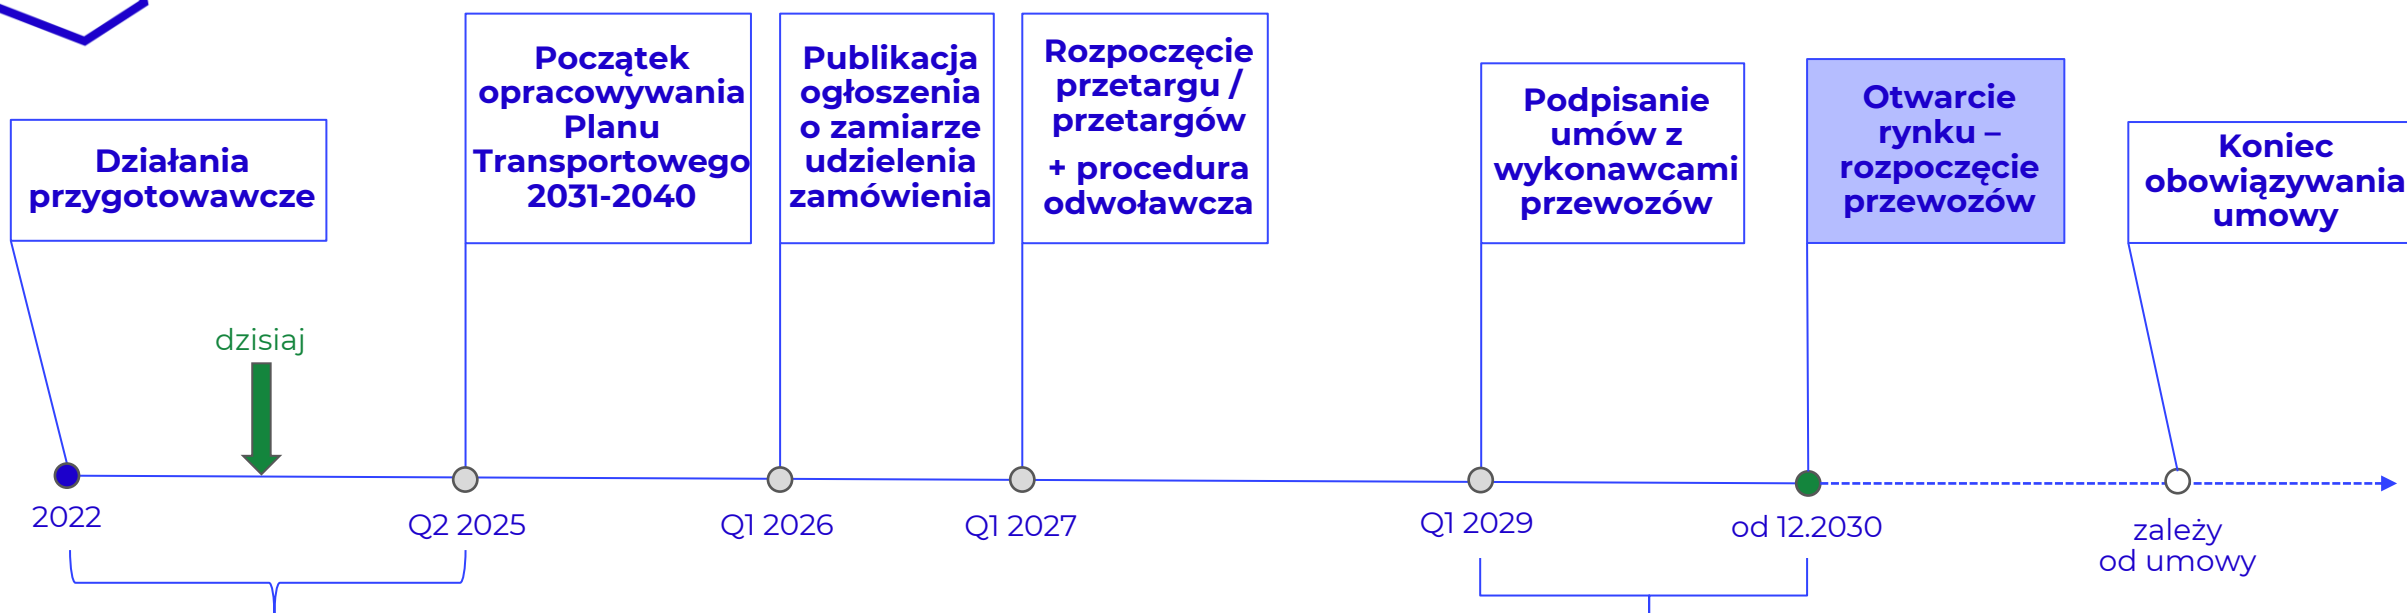 Działania
przygotowawcze
Początek
opracowywania
Planu
Transportowego
2031-2040
Publikacja
ogłoszenia
o zamiarze
udzielenia
zamówienia
Rozpoczęcie
przetargu /
przetargów
+ procedura
odwoławcza
Podpisanie
umów z
wykonawcami
przewozów
Otwarcie
rynku –
rozpoczęcie
przewozów
Koniec
obowiązywania
umowy
dzisiaj
2022
Q2 2025
Q1 2026
Q1 2027
Q1 2029
od 12.2030
zależy
od umowy